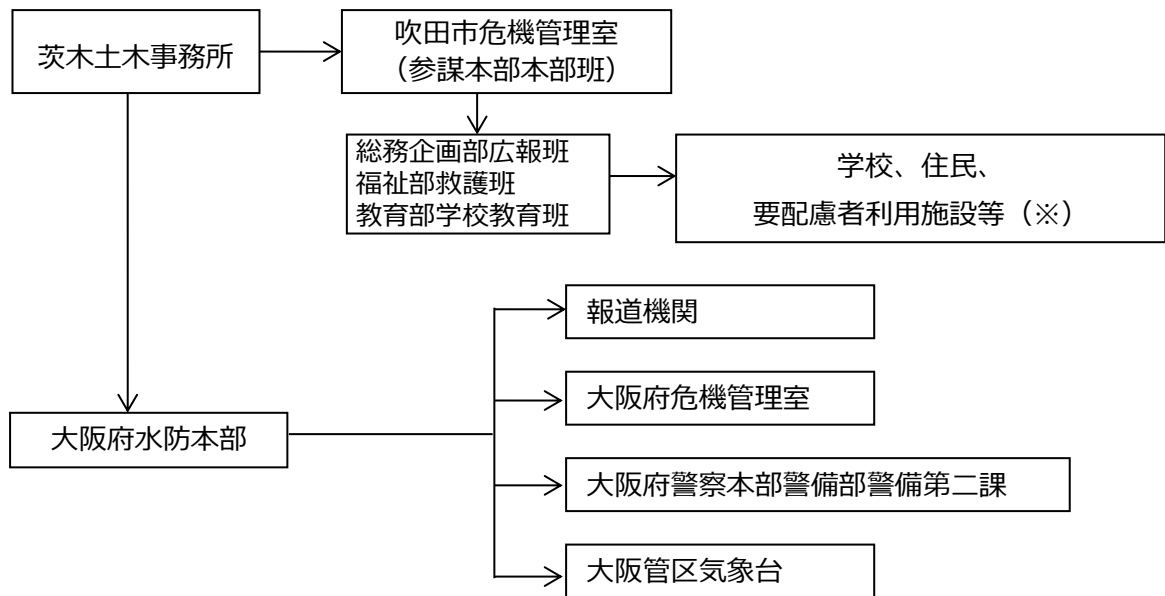 茨木土木事務所
吹田市危機管理室
（参謀本部本部班）
総務企画部広報班
福祉部救護班
教育部学校教育班
学校、住民、
要配慮者利用施設等（※）
報道機関
大阪府危機管理室
大阪府水防本部
大阪府警察本部警備部警備第二課
大阪管区気象台